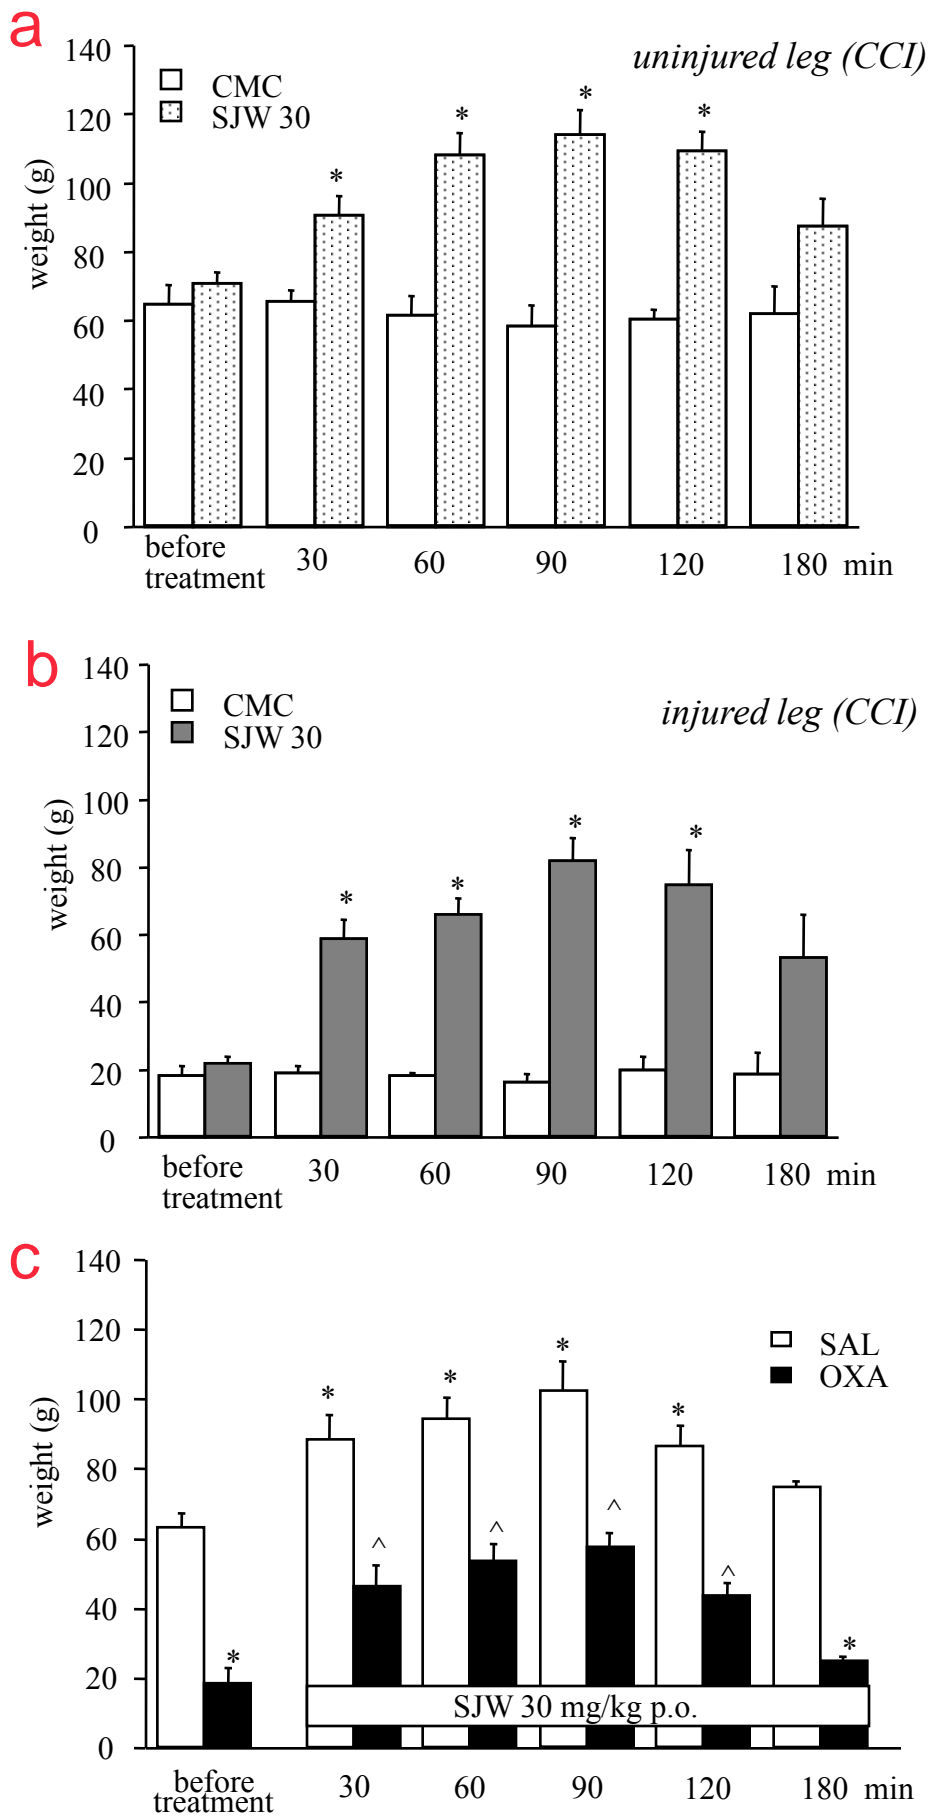 a
140
uninjured leg (CCI)
CMC
SJW 30
120
*
*
*
*
100
80
60
40
20
0
weight (g)
before
treatment
30
60
90
120
180 min
b
140
CMC
injured leg (CCI)
SJW 30
120
100
*
*
*
*
80
60
40
20
0
weight (g)
before
treatment
30
60
90
120
180 min
c
140
120
SAL
OXA
*
*
*
*
100
80
60
^
^
^
^
40
*
*
20
0
weight (g)
SJW 30 mg/kg p.o.
before
treatment
30
60
90
120
180 min